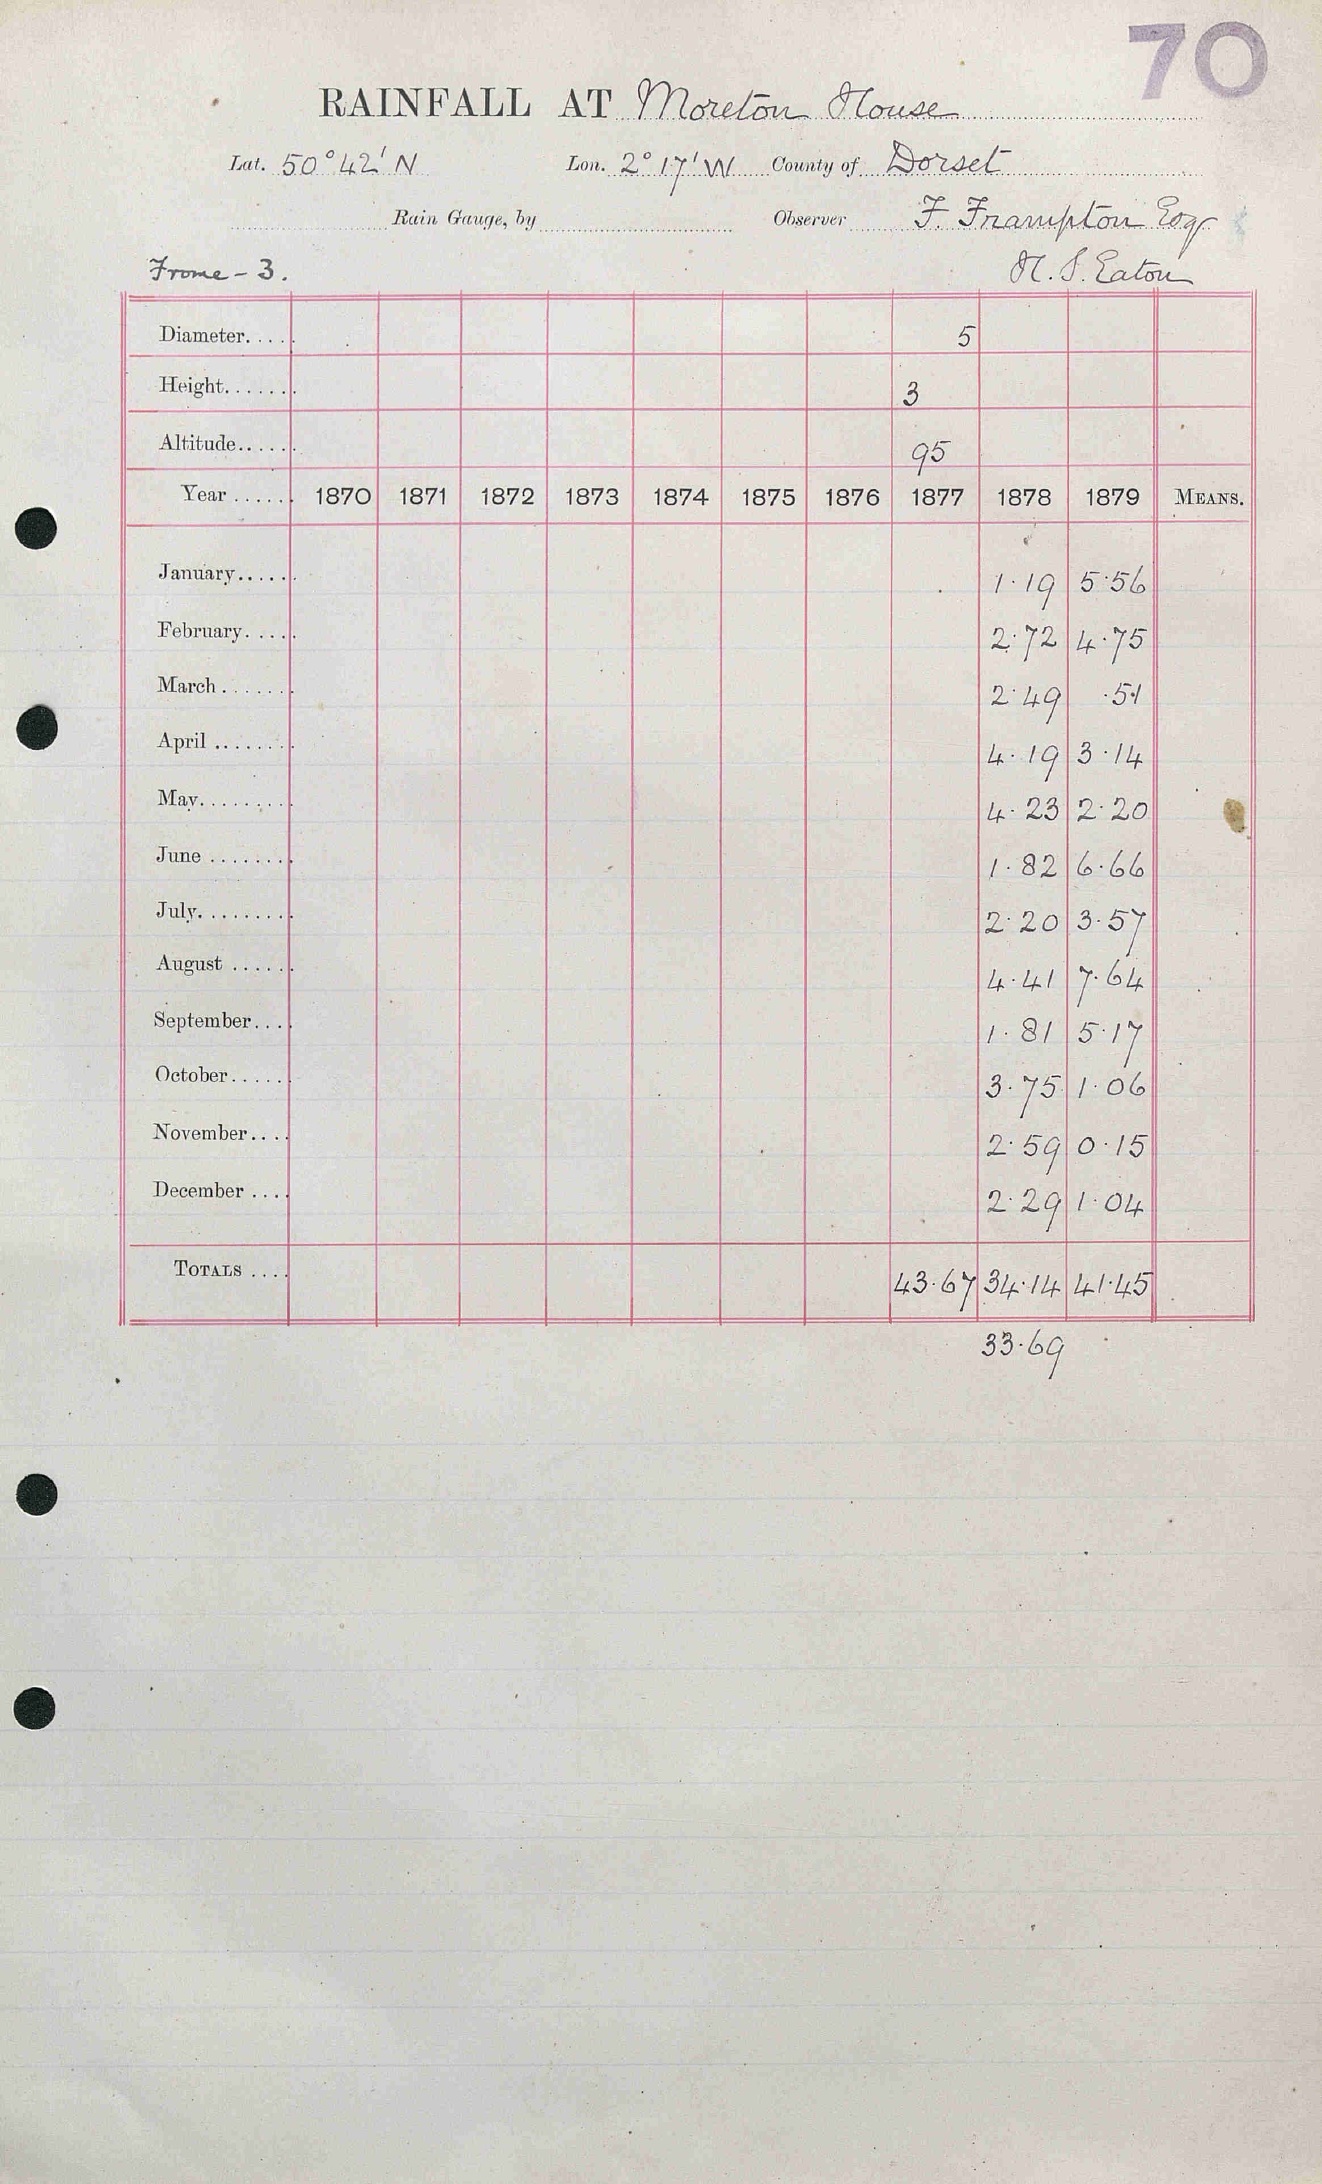 70
RAINFALL AT Moreton House
Lat. 50° 42' N Lon. 2° 17' W County of Dorset
Rain Gauge, by Observer F. Frampton Esq
Frome - 3. H. S. Eaton
Diameter..... 5
Height....... 3
Altitude...... 95
Year ...... 1870 1871 1872 1873 1874 1875 1876 1877 1878 1879 MEANS.
January...... 1.19 5.56
February..... 2.72 4.75
March ....... 2.49 .51
April ........ 4.19 3.14
May......... 4.23 2.20
June ........ 1.82 6.66
July......... 2.20 3.57
August ...... 4.41 7.64
September.... 1.81 5.17
October...... 3.75 1.06
November.... 2.59 0.15
December .... 2.29 1.04
TOTALS .... 43.67 34.14 41.45
33.69